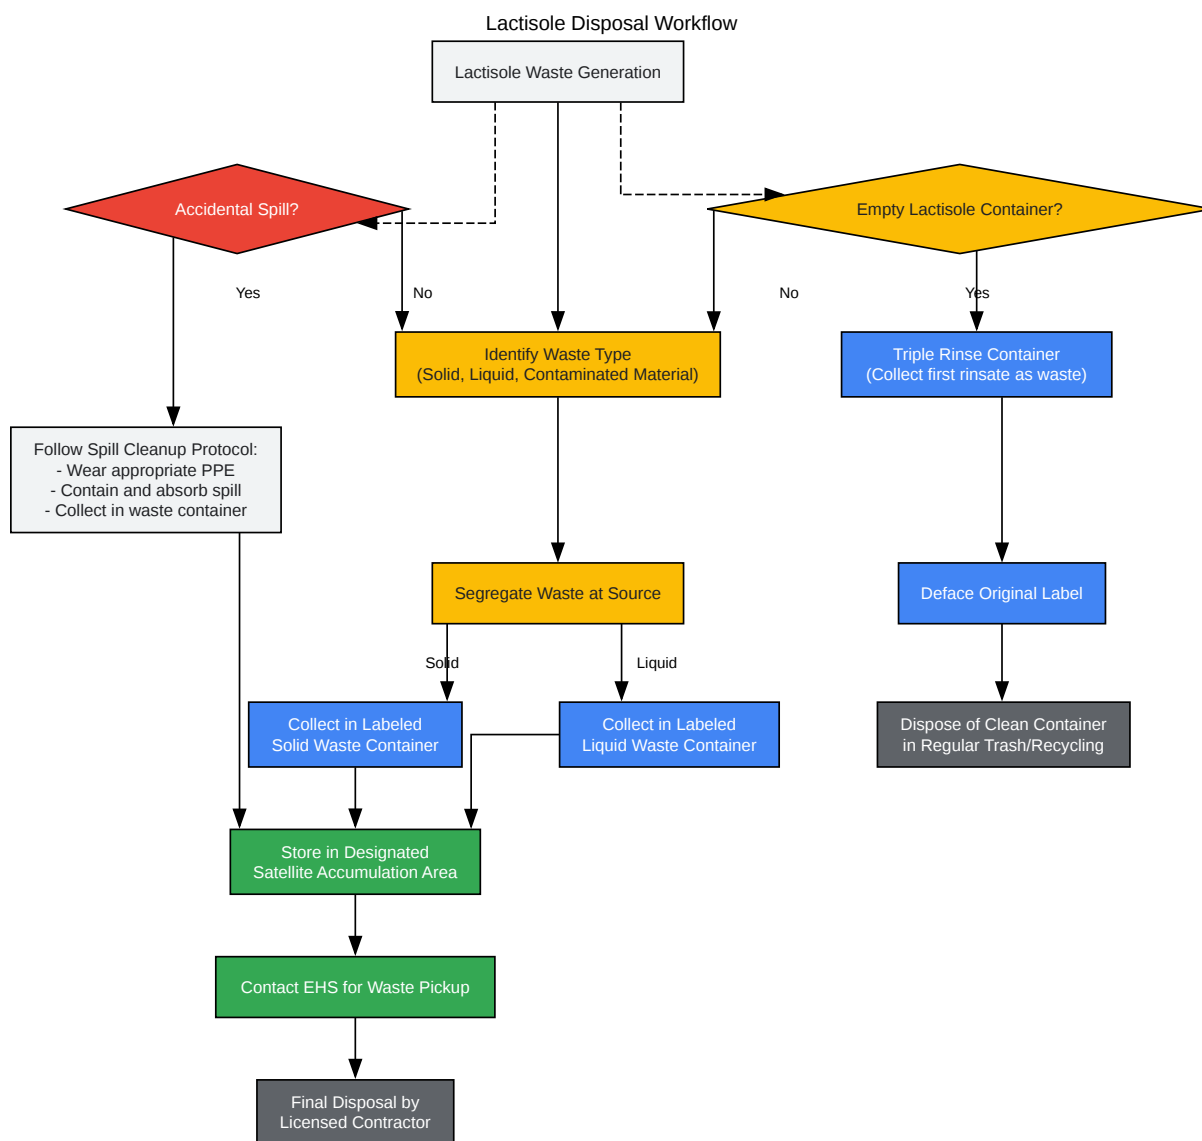 Lactisole Disposal Workflow
Lactisole Waste Generation
Accidental Spill?
Empty Lactisole Container?
Yes
No
No
Yes
Identify Waste Type
(Solid, Liquid, Contaminated Material)
Triple Rinse Container
(Collect first rinsate as waste)
Follow Spill Cleanup Protocol:
- Wear appropriate PPE
- Contain and absorb spill
- Collect in waste container
Segregate Waste at Source
Deface Original Label
Solid
Liquid
Collect in Labeled
Solid Waste Container
Collect in Labeled
Liquid Waste Container
Dispose of Clean Container
in Regular Trash/Recycling
Store in Designated
Satellite Accumulation Area
Contact EHS for Waste Pickup
Final Disposal by
Licensed Contractor